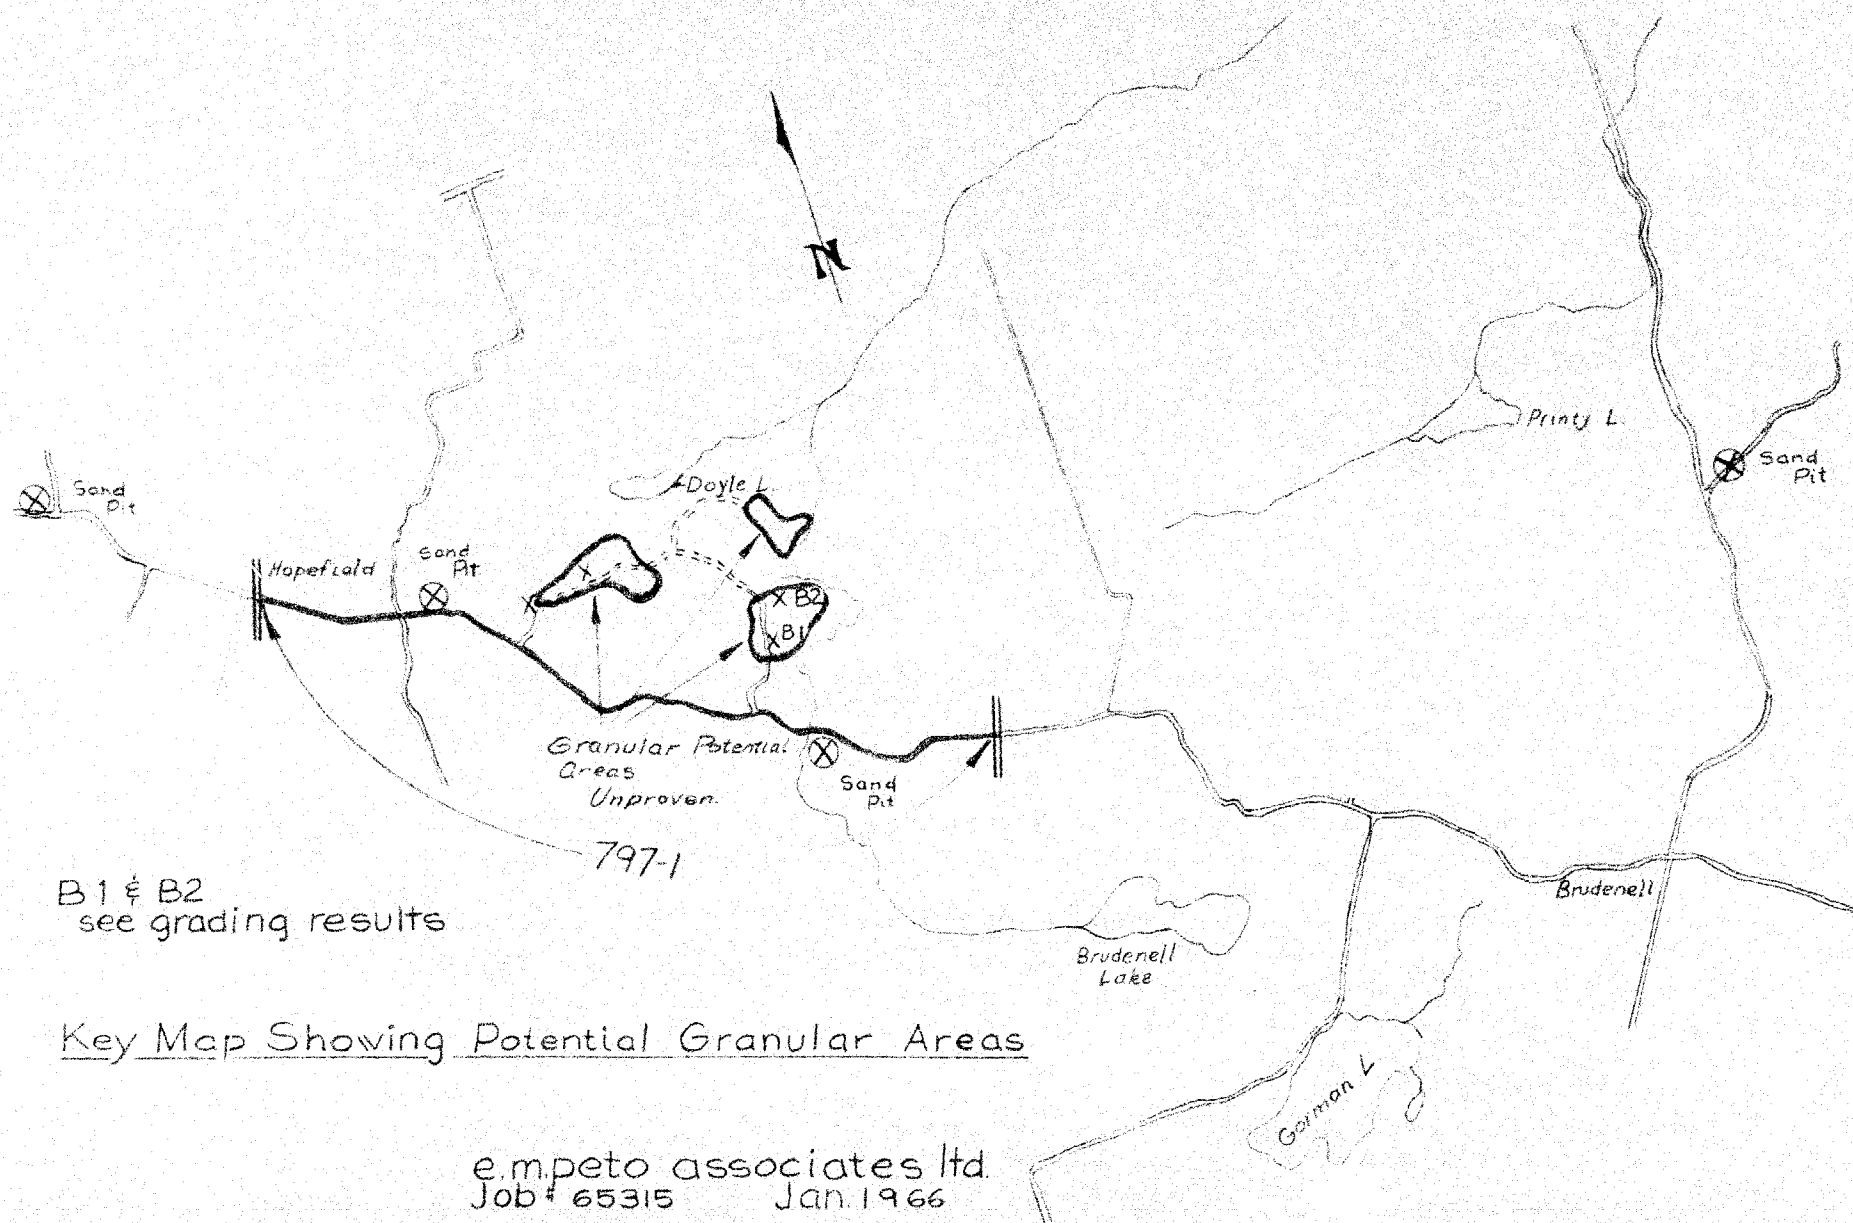 N
Printy L.
Sand
Pit
Doyle L.
Sand
Pit
Sand
Pit
Hopefield
X B2
X B1
Granular Potential
Areas
Unproven.
Sand
Pit
797-1
B1 & B2
see grading results
Brudenell
Brudenell
Lake
Gorman L
Key Map Showing Potential Granular Areas
e.m.peto associates ltd.
Job # 65315 Jan. 1966